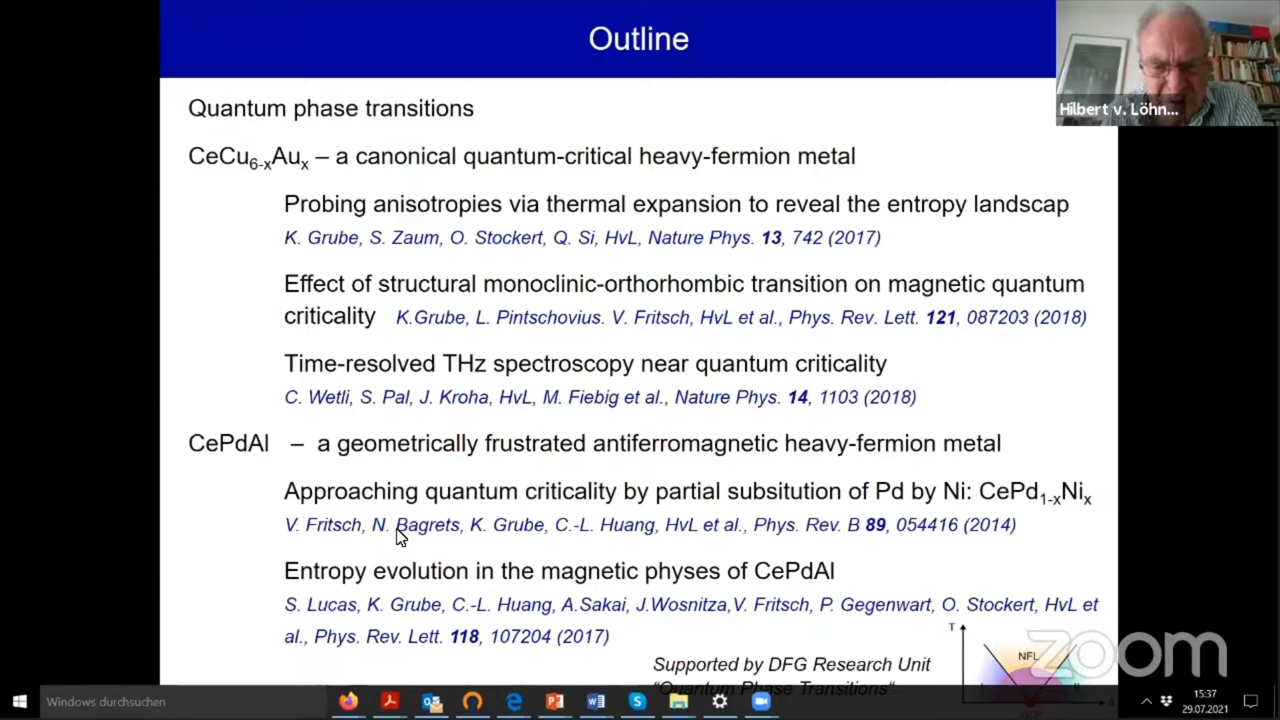 Outline
Hilbert v. Löhn...
Quantum phase transitions
CeCu6-xAux – a canonical quantum-critical heavy-fermion metal
Probing anisotropies via thermal expansion to reveal the entropy landscap
K. Grube, S. Zaum, O. Stockert, Q. Si, HvL, Nature Phys. 13, 742 (2017)
Effect of structural monoclinic-orthorhombic transition on magnetic quantum
criticality K.Grube, L. Pintschovius. V. Fritsch, HvL et al., Phys. Rev. Lett. 121, 087203 (2018)
Time-resolved THz spectroscopy near quantum criticality
C. Wetli, S. Pal, J. Kroha, HvL, M. Fiebig et al., Nature Phys. 14, 1103 (2018)
CePdAl – a geometrically frustrated antiferromagnetic heavy-fermion metal
Approaching quantum criticality by partial subsitution of Pd by Ni: CePd1-xNix
V. Fritsch, N. Bagrets, K. Grube, C.-L. Huang, HvL et al., Phys. Rev. B 89, 054416 (2014)
Entropy evolution in the magnetic physes of CePdAl
S. Lucas, K. Grube, C.-L. Huang, A.Sakai, J.Wosnitza,V. Fritsch, P. Gegenwart, O. Stockert, HvL et
al., Phys. Rev. Lett. 118, 107204 (2017)
Supported by DFG Research Unit
"Quantum Phase Transitions"
T
NFL
QCP
zoom
Windows durchsuchen
15:37
29.07.2021